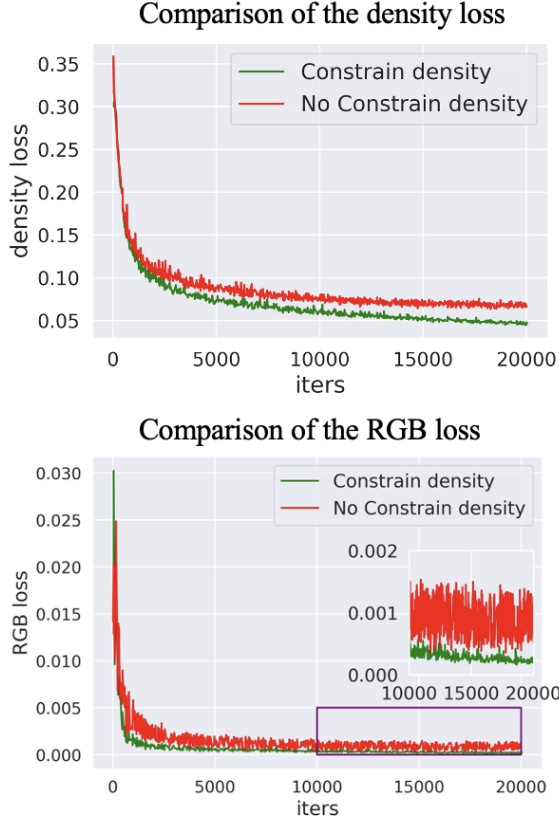 Comparison of the density loss
0.35
0.30
0.25
0.20
0.15
0.10
0.05
density loss
Constrain density
No Constrain density
0 5000 10000 15000 20000
iters
Comparison of the RGB loss
0.030
0.025
0.020
0.015
0.010
0.005
0.000
RGB loss
Constrain density
No Constrain density
0.002
0.001
0.000
10000 15000 20000
0 5000 10000 15000 20000
iters